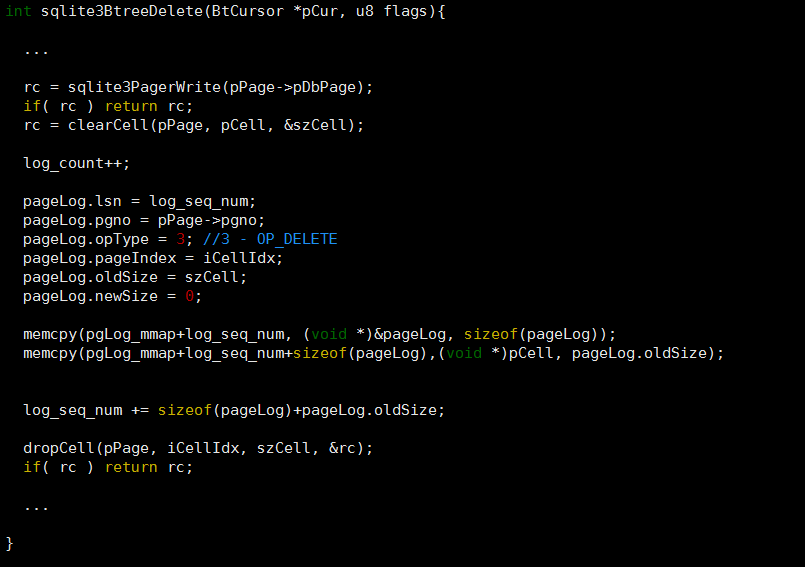 int sqlite3BtreeDelete(BtCursor *pCur, u8 flags){
...
rc = sqlite3PagerWrite(pPage->pDbPage);
if( rc ) return rc;
rc = clearCell(pPage, pCell, &szCell);
log_count++;
pageLog.lsn = log_seq_num;
pageLog.pgno = pPage->pgno;
pageLog.opType = 3; //3 - OP_DELETE
pageLog.pageIndex = iCellIdx;
pageLog.oldSize = szCell;
pageLog.newSize = 0;
memcpy(pgLog_mmap+log_seq_num, (void *)&pageLog, sizeof(pageLog));
memcpy(pgLog_mmap+log_seq_num+sizeof(pageLog),(void *)pCell, pageLog.oldSize);
log_seq_num += sizeof(pageLog)+pageLog.oldSize;
dropCell(pPage, iCellIdx, szCell, &rc);
if( rc ) return rc;
...
}